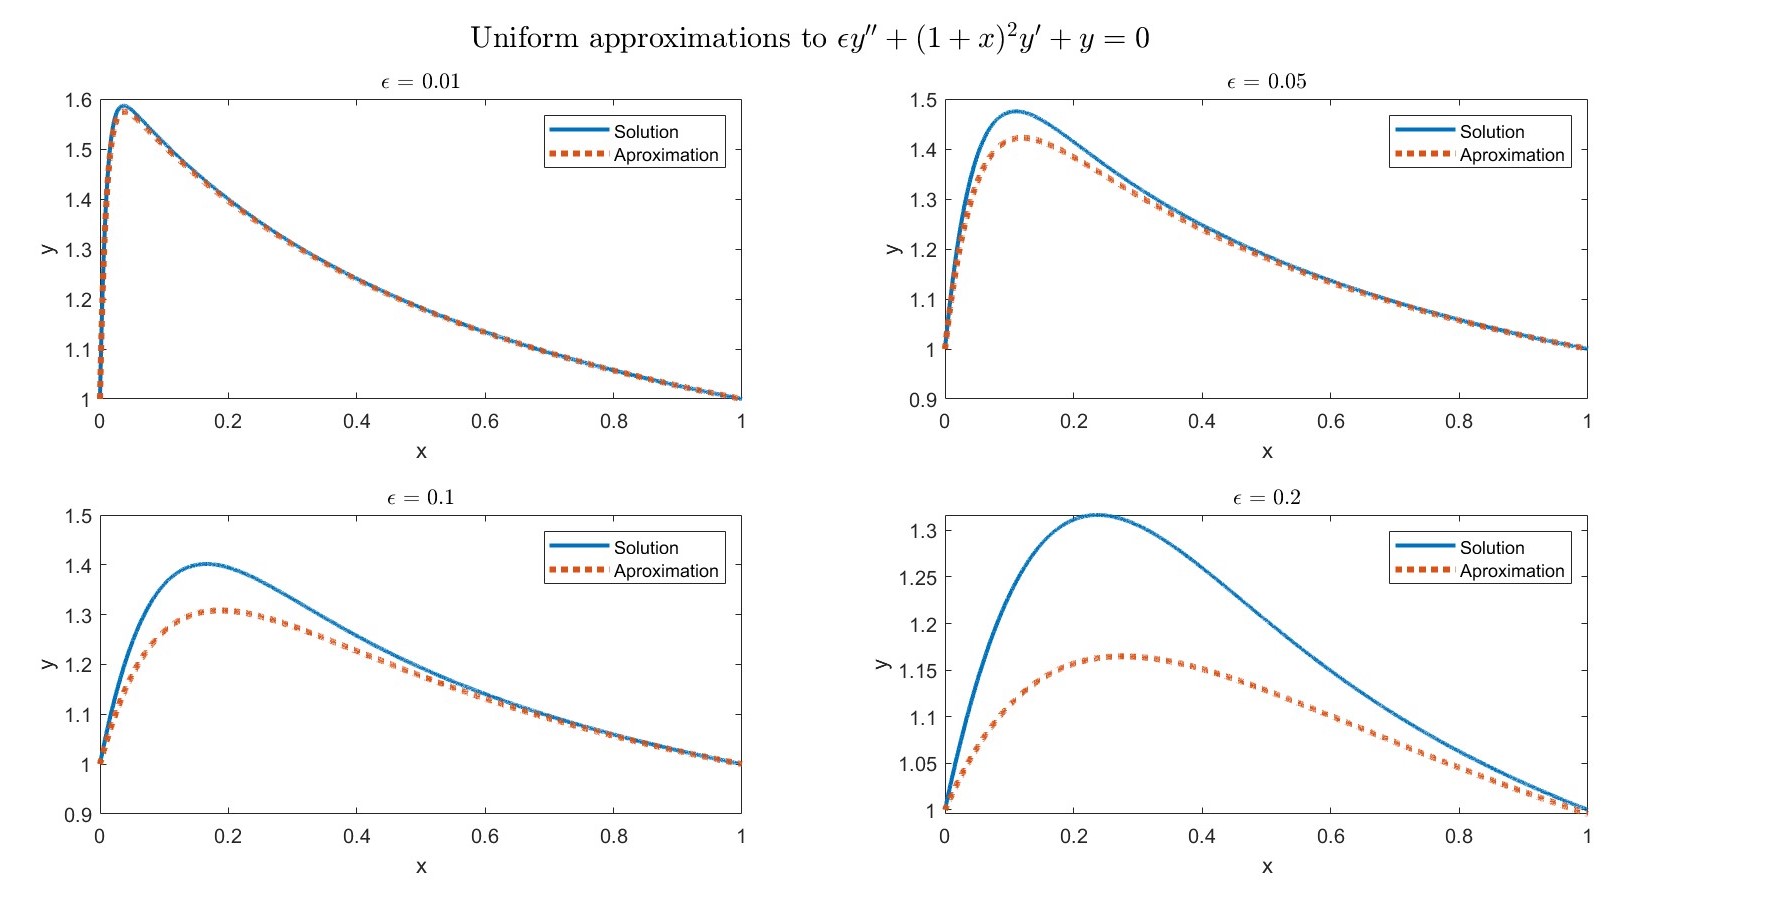 Uniform approximations to ϵy′′ + (1 + x)²y′ + y = 0
ϵ = 0.01
1.6
1.5
1.4
1.3
1.2
1.1
1
y
Solution
Aproximation
0 0.2 0.4 0.6 0.8 1
x
ϵ = 0.05
1.5
1.4
1.3
1.2
1.1
1
0.9
y
Solution
Aproximation
0 0.2 0.4 0.6 0.8 1
x
ϵ = 0.1
1.5
1.4
1.3
1.2
1.1
1
0.9
y
Solution
Aproximation
0 0.2 0.4 0.6 0.8 1
x
ϵ = 0.2
1.3
1.25
1.2
1.15
1.1
1.05
1
y
Solution
Aproximation
0 0.2 0.4 0.6 0.8 1
x